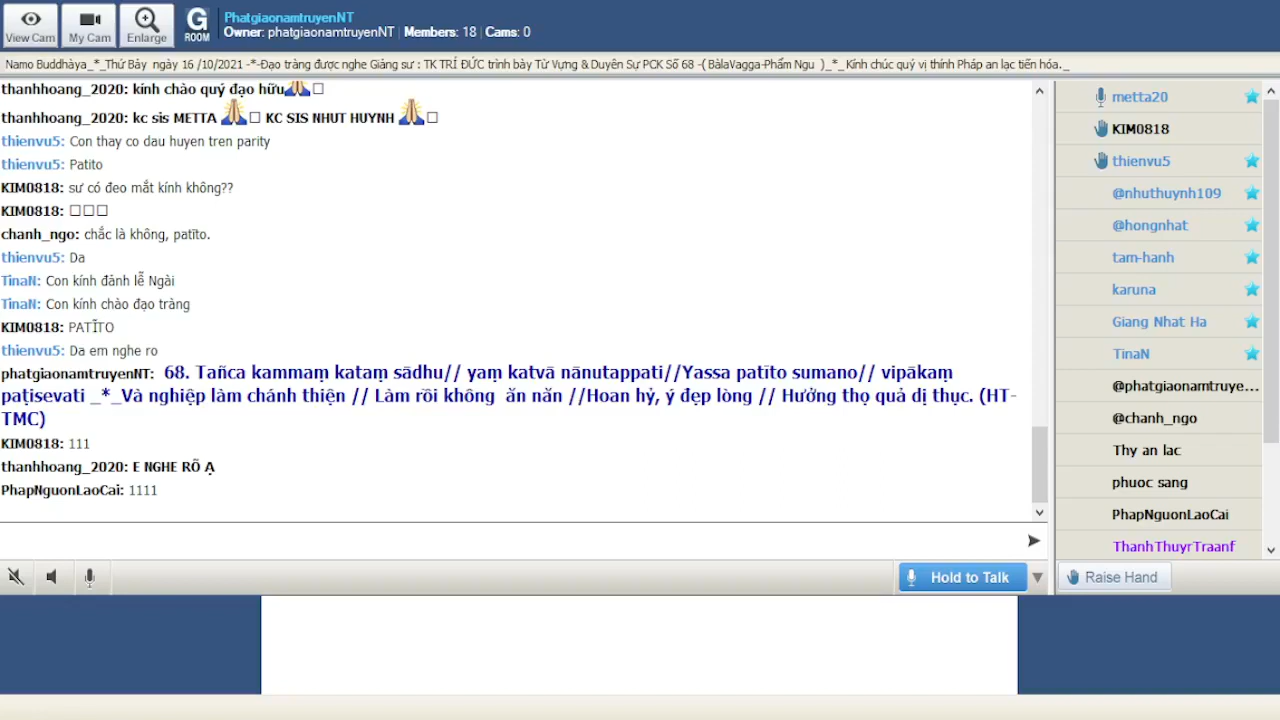 View Cam
My Cam
Enlarge
G
ROOM
PhatgiaonamtruyenNT
Owner: phatgiaonamtruyenNT | Members: 18 | Cams: 0
Namo Buddhàya_*_Thứ Bảy ngày 16 /10/2021 -*-Đạo tràng được nghe Giảng sư : TK TRÍ ĐỨC trình bày Từ Vựng & Duyên Sự PCK Số 68 -( BàlaVagga-Phẩm Ngu )_*_ Kính chúc quý vị thính Pháp an lạc tiến hóa._
thanhhoang_2020: kính chào quý đạo hữu🙏
thanhhoang_2020: kc sis METTA 🙏 KC SIS NHUT HUYNH 🙏
thienvu5: Con thay co dau huyen tren parity
thienvu5: Patito
KIM0818: sư có đeo mắt kính không??
KIM0818:
chanh_ngo: chắc là không, patīto.
thienvu5: Da
TinaN: Con kính đảnh lễ Ngài
TinaN: Con kính chào đạo tràng
KIM0818: PATĪTO
thienvu5: Da em nghe ro
phatgiaonamtruyenNT: 68. Tañca kammaṃ kataṃ sādhu// yaṃ katvā nānutappati//Yassa patīto sumano// vipākaṃ
paṭisevati _*_Và nghiệp làm chánh thiện // Làm rồi không ăn năn //Hoan hỷ, ý đẹp lòng // Hưởng thọ quả dị thục. (HT-
TMC)
KIM0818: 111
thanhhoang_2020: E NGHE RÕ Ạ
PhapNguonLaoCai: 1111
Hold to Talk
metta20
KIM0818
thienvu5
@nhuthuynh109
@hongnhat
tam-hanh
karuna
Giang Nhat Ha
TinaN
@phatgiaonamtruye...
@chanh_ngo
Thy an lac
phuoc sang
PhapNguonLaoCai
ThanhThuyrTraanf
Raise Hand